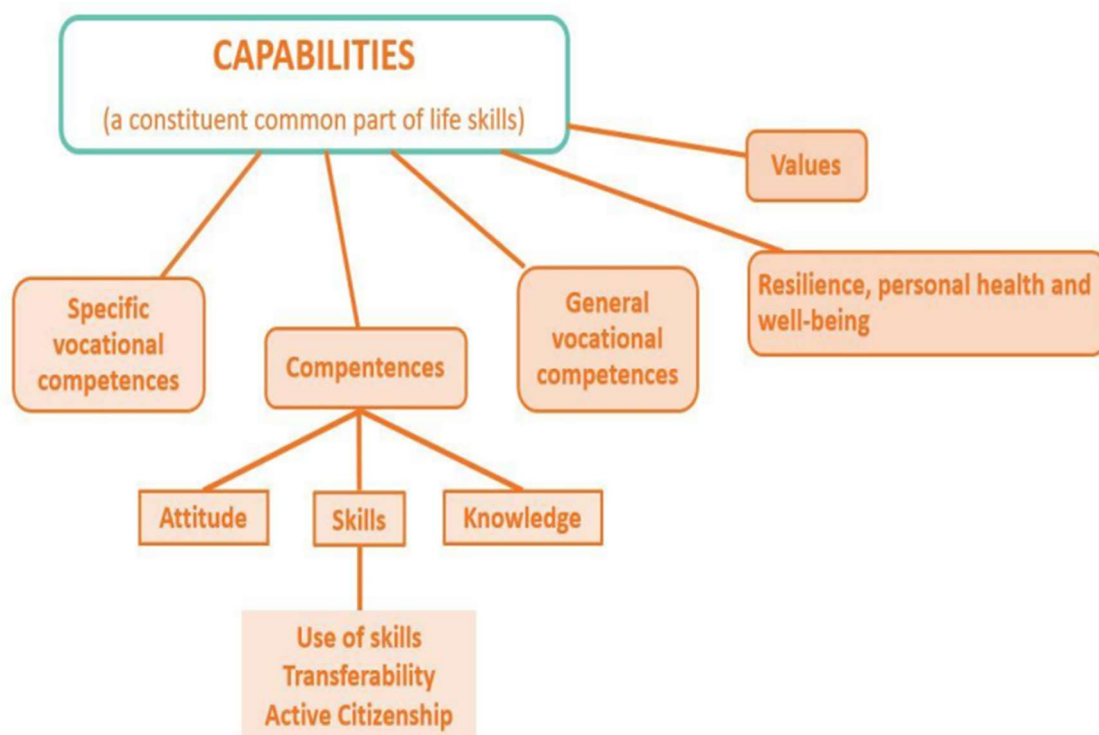 CAPABILITIES
(a constituent common part of life skills)
Values
Resilience, personal health and
well-being
Specific
vocational
competences
Compentences
General
vocational
competences
Attitude
Skills
Knowledge
Use of skills
Transferability
Active Citizenship